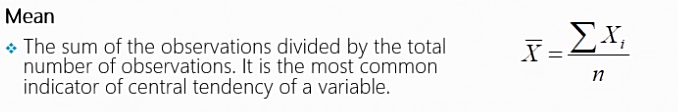 Mean
❖ The sum of the observations divided by the total
number of observations. It is the most common
indicator of central tendency of a variable.
X̅ = ∑ Xᵢ / n